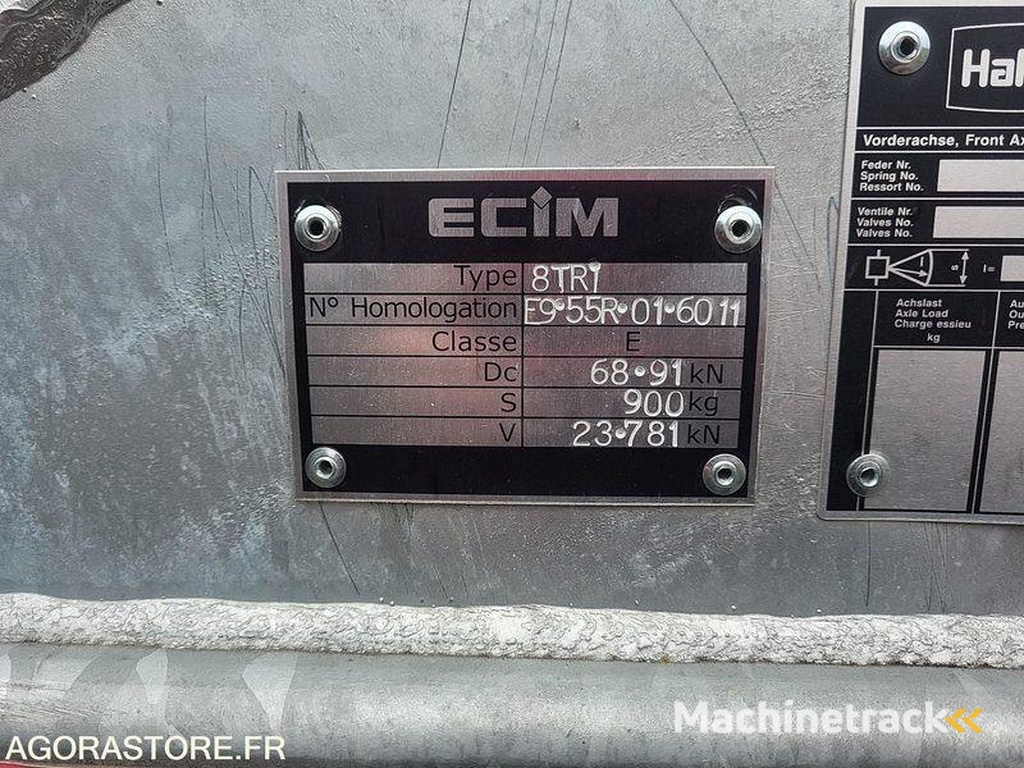 ECIM
Type 8TRI
N° Homologation E9•55R•01•6011
Classe E
Dc 68•91 kN
S 900 kg
V 23•781 kN
Vorderachse, Front
Feder Nr.
Spring No.
Ressort No.
Ventile Nr.
Valves No.
Valves No.
S
l=
Achslast
Axle Load
Charge essieu
kg
AGORASTORE.FR
Machinetrack